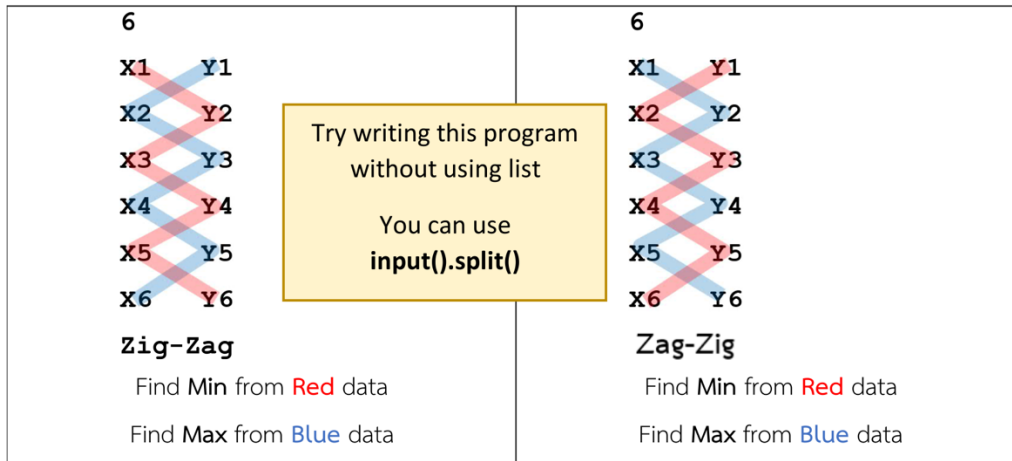 6
X1 Y1
X2 Y2
X3 Y3
X4 Y4
X5 Y5
X6 Y6
Zig-Zag
Find Min from Red data
Find Max from Blue data
Try writing this program
without using list
You can use
input().split()
6
X1 Y1
X2 Y2
X3 Y3
X4 Y4
X5 Y5
X6 Y6
Zag-Zig
Find Min from Red data
Find Max from Blue data